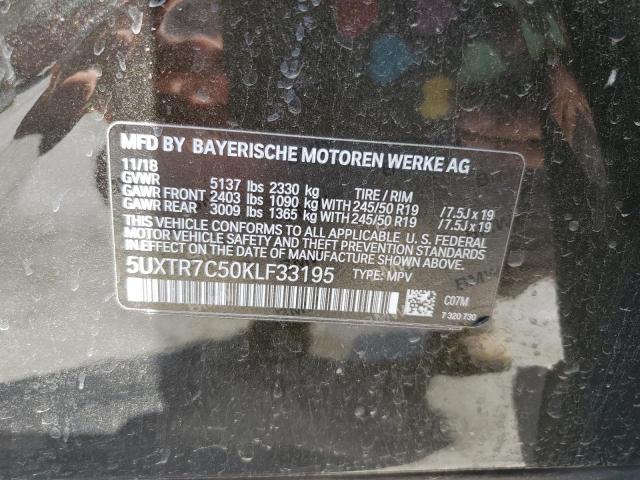 MFD BY BAYERISCHE MOTOREN WERKE AG
11/18
GVWR 5137 lbs 2330 kg TIRE / RIM
GAWR FRONT 2403 lbs 1090 kg WITH 245/50 R19 /7.5J x 19
GAWR REAR 3009 lbs 1365 kg WITH 245/50 R19 /7.5J x 19
THIS VEHICLE CONFORMS TO ALL APPLICABLE U. S. FEDERAL
MOTOR VEHICLE SAFETY AND THEFT PREVENTION STANDARDS
IN EFFECT ON THE DATE OF MANUFACTURE SHOWN ABOVE.
5UXTR7C50KLF33195 TYPE: MPV
C07M
7 320 730